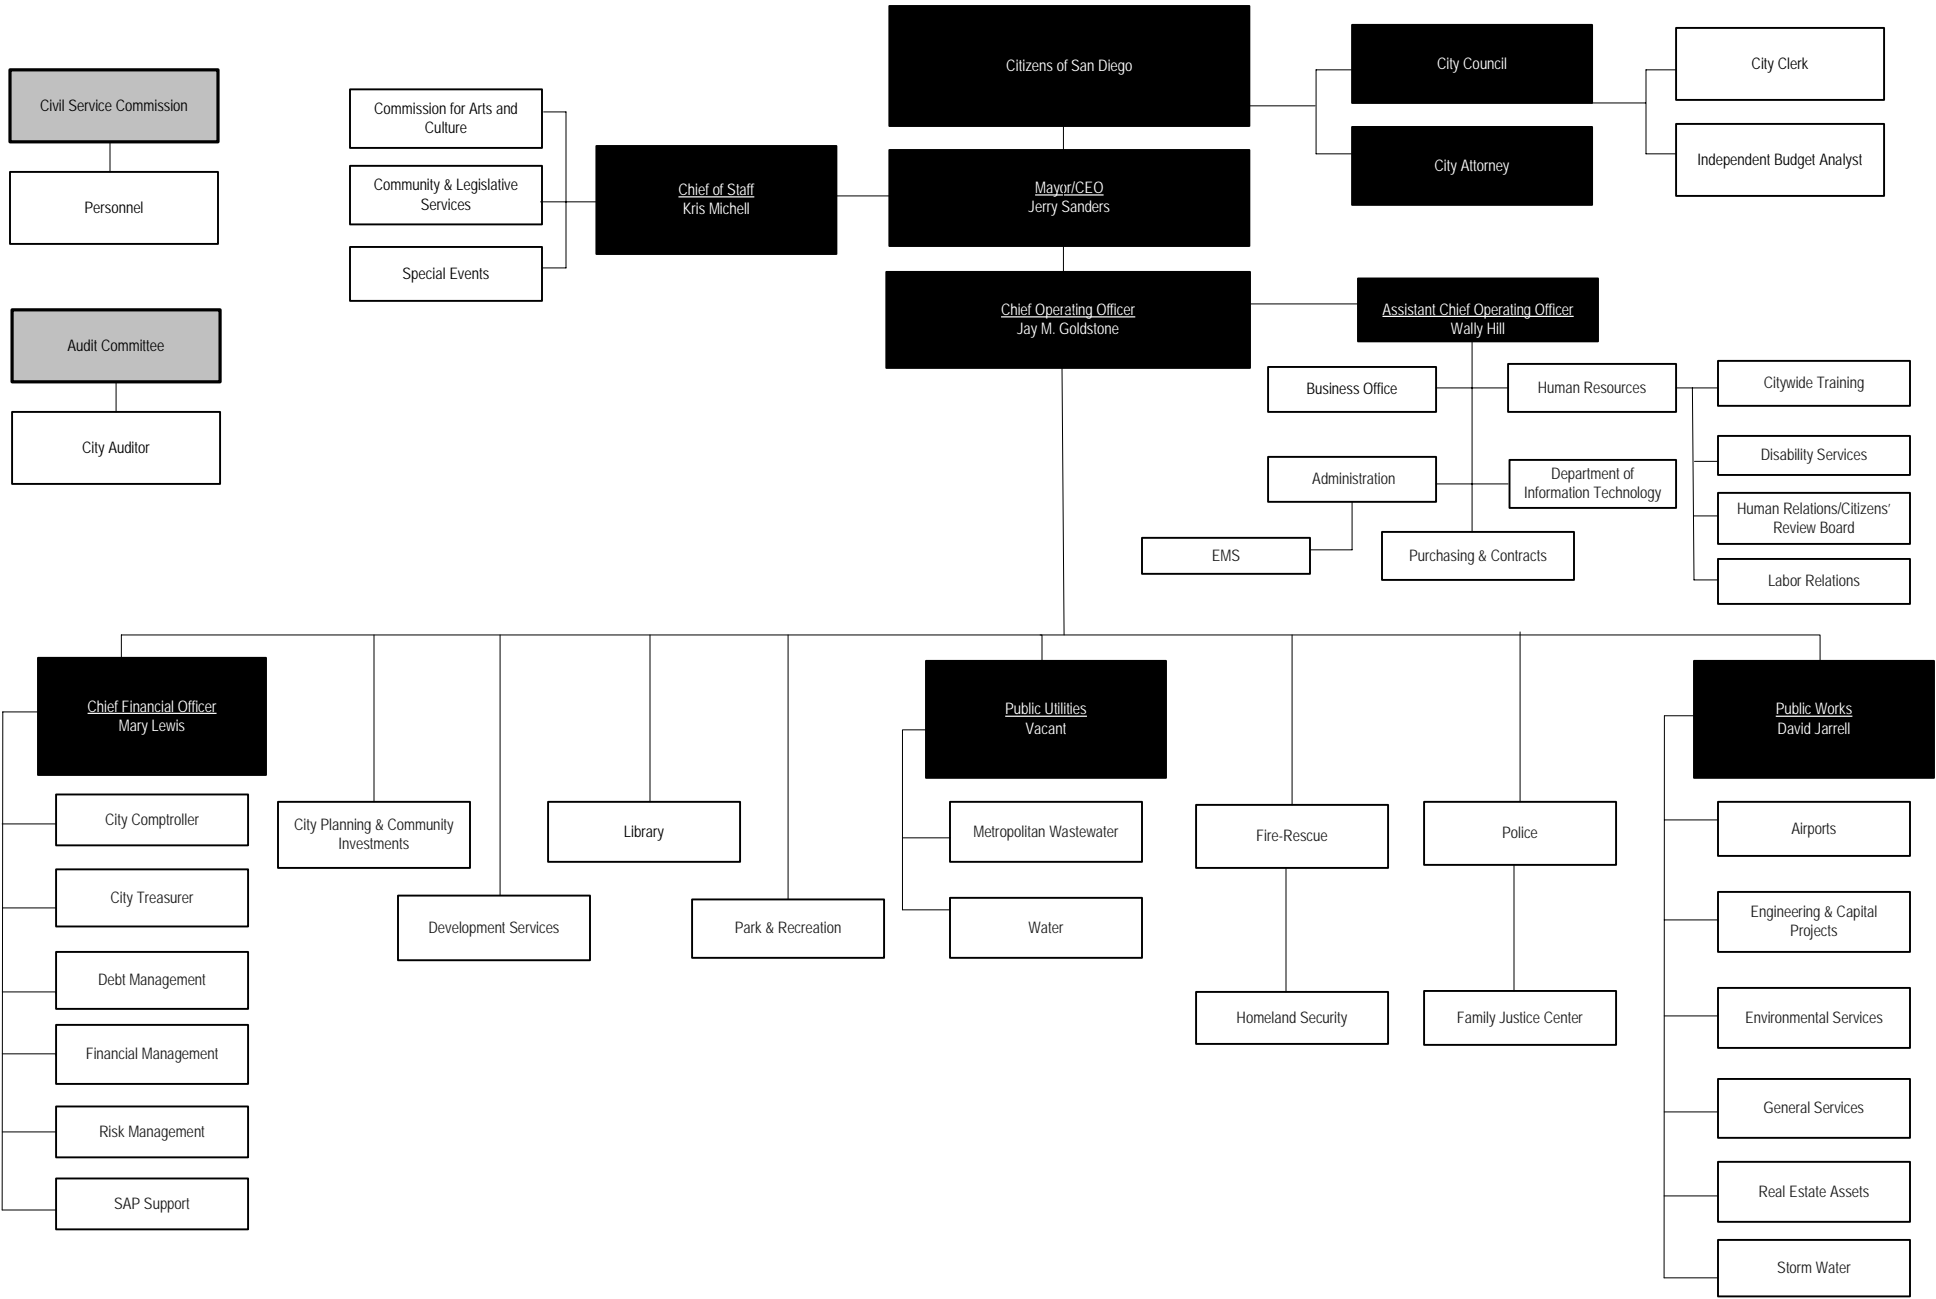 Citizens of San Diego
City Council
City Clerk
Civil Service Commission
Commission for Arts and
Culture
City Attorney
Independent Budget Analyst
Personnel
Community & Legislative
Services
Chief of Staff
Kris Michell
Mayor/CEO
Jerry Sanders
Special Events
Chief Operating Officer
Jay M. Goldstone
Assistant Chief Operating Officer
Wally Hill
Audit Committee
City Auditor
Business Office
Human Resources
Citywide Training
Disability Services
Administration
Department of
Information Technology
Human Relations/Citizens'
Review Board
EMS
Purchasing & Contracts
Labor Relations
Chief Financial Officer
Mary Lewis
Public Utilities
Vacant
Public Works
David Jarrell
City Comptroller
City Planning & Community
Investments
Library
Metropolitan Wastewater
Fire-Rescue
Police
Airports
City Treasurer
Development Services
Park & Recreation
Water
Engineering & Capital
Projects
Debt Management
Homeland Security
Family Justice Center
Environmental Services
Financial Management
General Services
Risk Management
Real Estate Assets
SAP Support
Storm Water